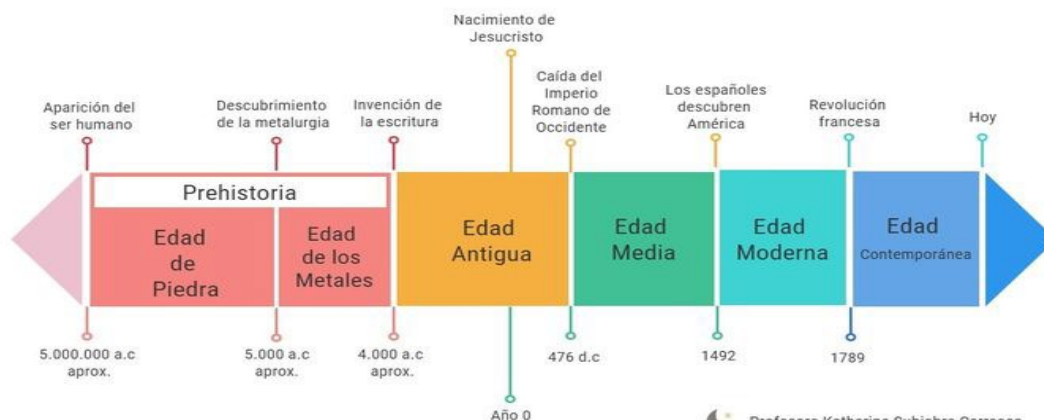 Nacimiento de
Jesucristo
Aparición del
ser humano
Descubrimiento
de la metalurgia
Invención de
la escritura
Caída del
Imperio
Romano de
Occidente
Los españoles
descubren
América
Revolución
francesa
Hoy
Prehistoria
Edad
de
Piedra
Edad
de los
Metales
Edad
Antigua
Edad
Media
Edad
Moderna
Edad
Contemporánea
5.000.000 a.c
aprox.
5.000 a.c
aprox.
4.000 a.c
aprox.
Año 0
476 d.c
1492
1789
Profesora Katherine